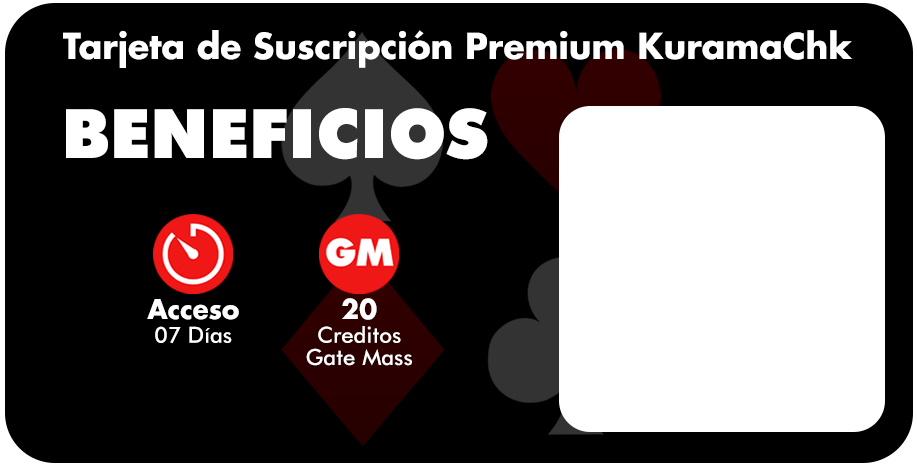 Tarjeta de Suscripción Premium KuramaChk
BENEFICIOS
GM
Acceso
07 Días
20
Creditos
Gate Mass